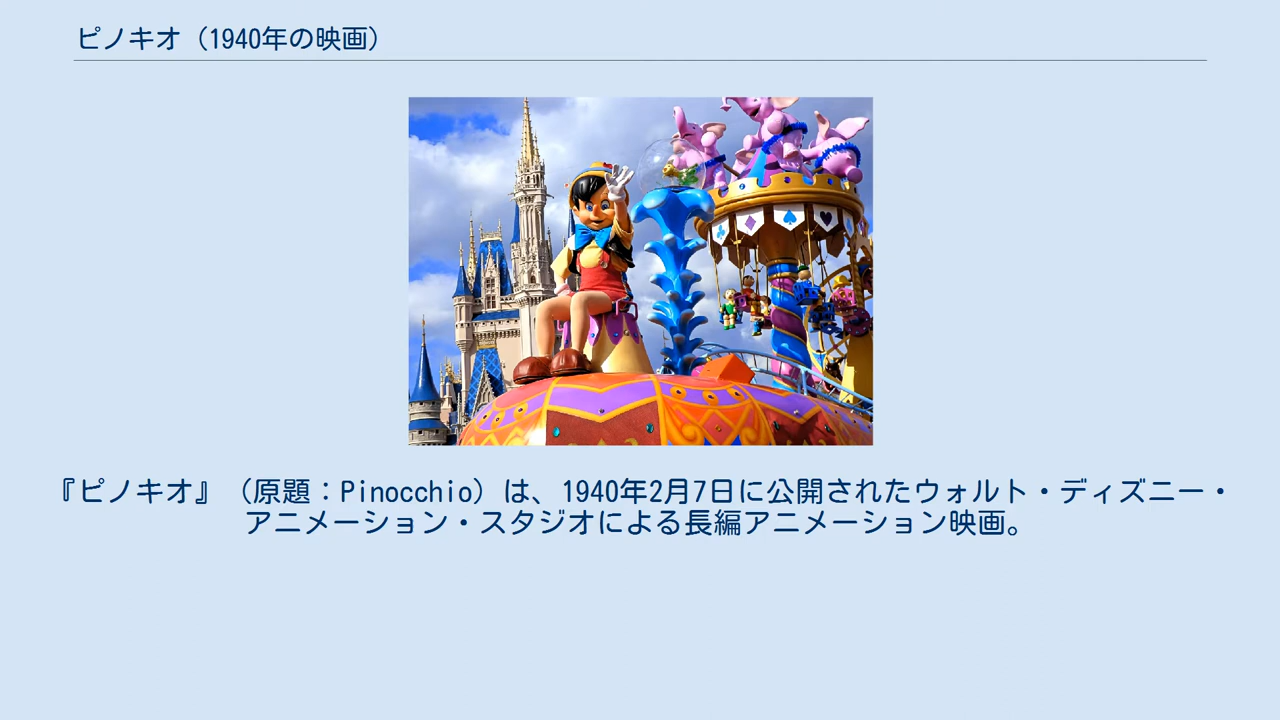 ピノキオ（1940年の映画）
『ピノキオ』（原題：Pinocchio）は、1940年2月7日に公開されたウォルト・ディズニー・
アニメーション・スタジオによる長編アニメーション映画。